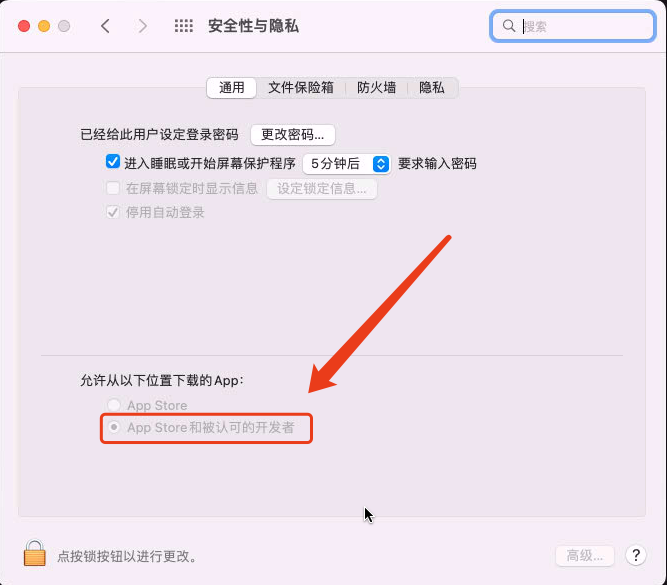 安全性与隐私
搜索
通用 文件保险箱 防火墙 隐私
已经给此用户设定登录密码 更改密码...
进入睡眠或开始屏幕保护程序 5分钟后 要求输入密码
在屏幕锁定时显示信息 设定锁定信息...
停用自动登录
允许从以下位置下载的App：
App Store
App Store和被认可的开发者
点按锁按钮以进行更改。
高级... ?